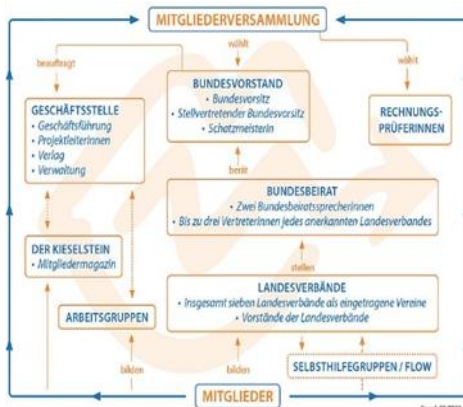 MITGLIEDERVERSAMMLUNG
beauftragt
wählt
wählt
BUNDESVORSTAND
• Bundesvorsitz
• Stellvertretender Bundesvorsitz
• SchatzmeisterIn
GESCHÄFTSSTELLE
• Geschäftsführung
• ProjektleiterInnen
• Verlag
• Verwaltung
RECHNUNGS-
PRÜFERINNEN
berät
BUNDESBEIRAT
• Zwei BundesbeiratssprecherInnen
• Bis zu drei VertreterInnen jedes anerkannten Landesverbandes
DER KIESELSTEIN
• Mitgliedermagazin
stellen
LANDESVERBÄNDE
• Insgesamt sieben Landesverbände als eingetragene Vereine
• Vorstände der Landesverbände
ARBEITSGRUPPEN
SELBSTHILFEGRUPPEN / FLOW
bilden
bilden
MITGLIEDER